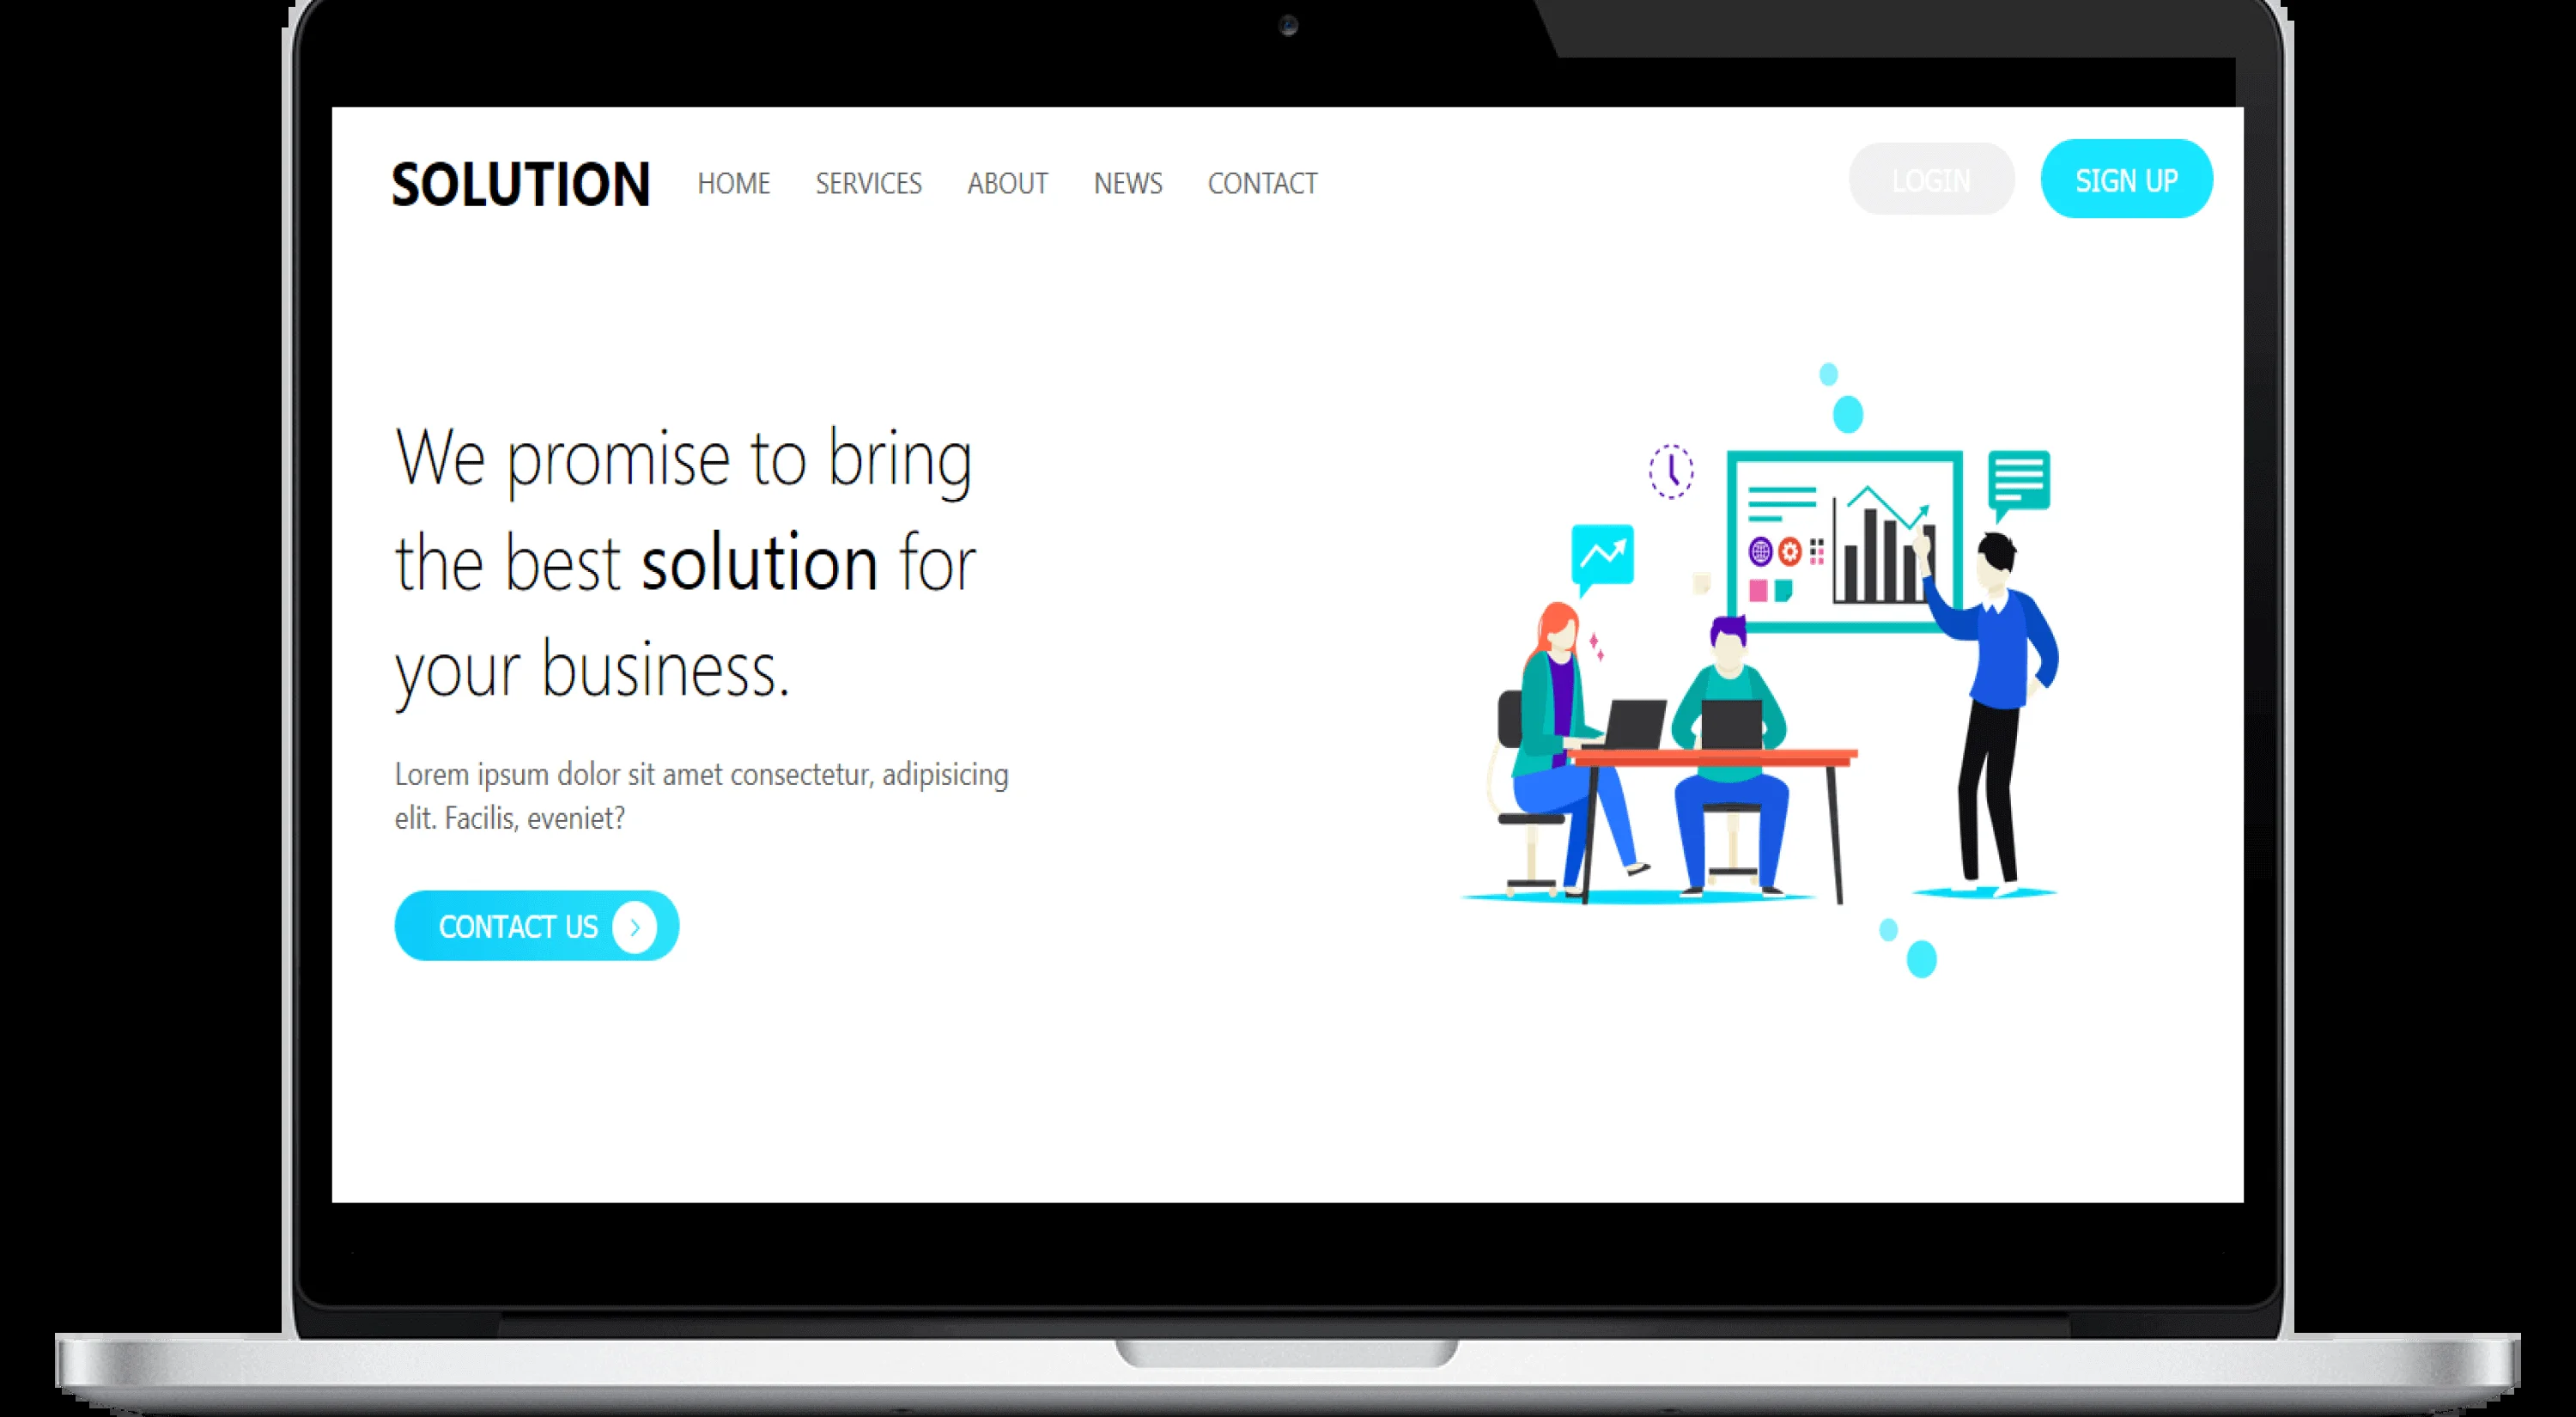 SOLUTION HOME SERVICES ABOUT NEWS CONTACT LOGIN SIGN UP
We promise to bring
the best solution for
your business.
Lorem ipsum dolor sit amet consectetur, adipisicing
elit. Facilis, eveniet?
CONTACT US